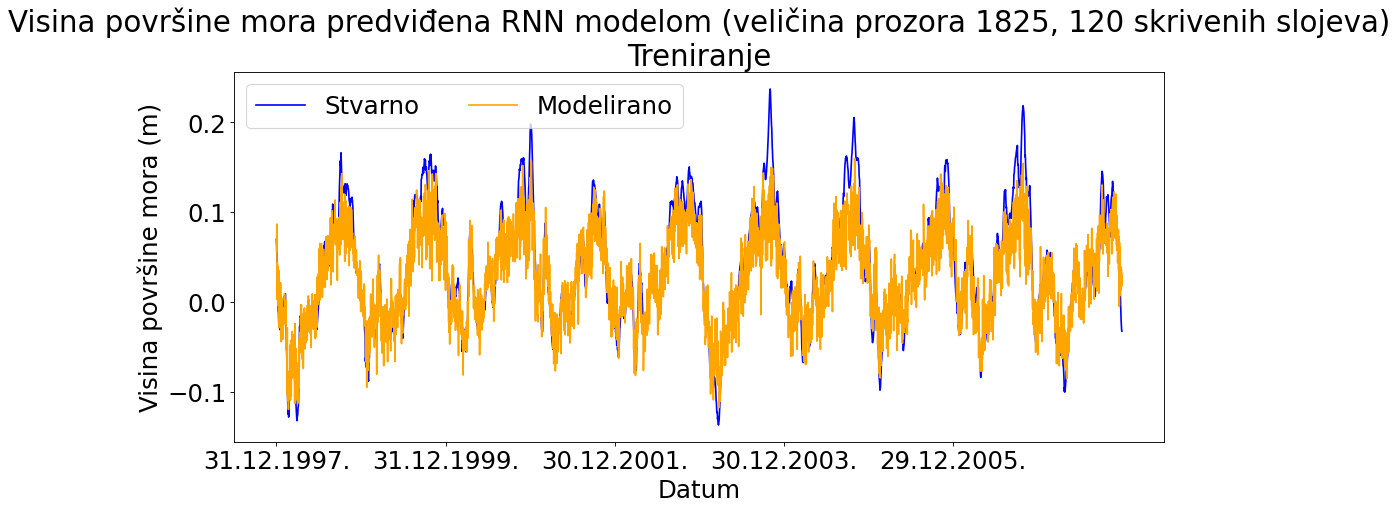 Visina površine mora predviđena RNN modelom (veličina prozora 1825, 120 skrivenih slojeva)
Treniranje
Stvarno Modelirano
Visina površine mora (m)
0.2
0.1
0.0
−0.1
31.12.1997. 31.12.1999. 30.12.2001. 30.12.2003. 29.12.2005.
Datum